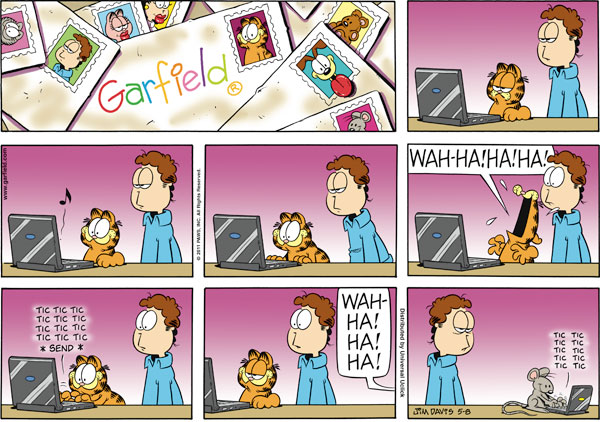 Garfield®
www.garfield.com
© 2011 PAWS, INC. All Rights Reserved.
WAH-HA!HA!HA!
TIC TIC TIC
TIC TIC TIC
TIC TIC TIC
TIC TIC TIC
* SEND *
WAH-
HA!
HA!
HA!
Distributed by Universal Uclick
TIC TIC
TIC TIC
TIC TIC
TIC TIC
JIM DAVIS 5-8